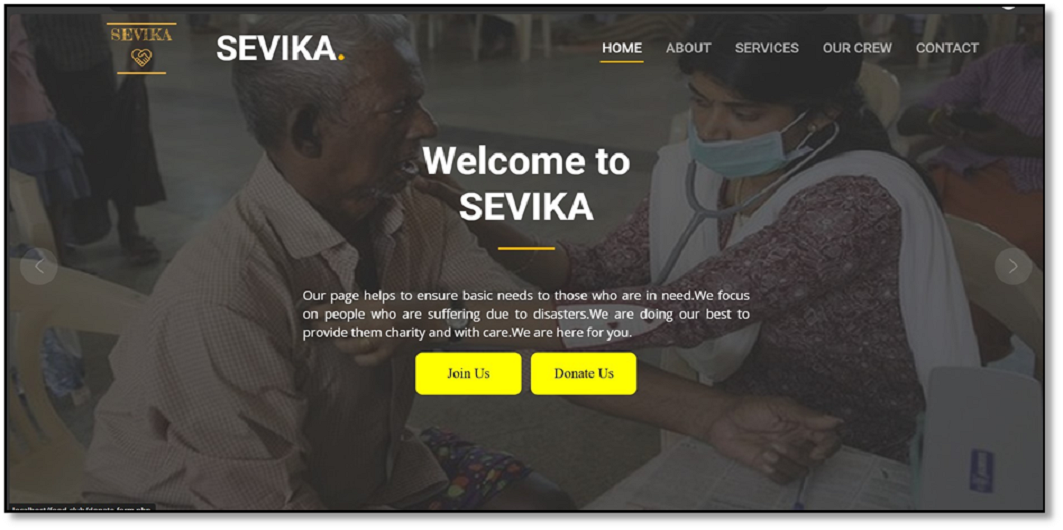 SEVIKA
SEVIKA.
HOME ABOUT SERVICES OUR CREW CONTACT
Welcome to
SEVIKA
Our page helps to ensure basic needs to those who are in need.We focus
on people who are suffering due to disasters.We are doing our best to
provide them charity and with care.We are here for you.
Join Us Donate Us